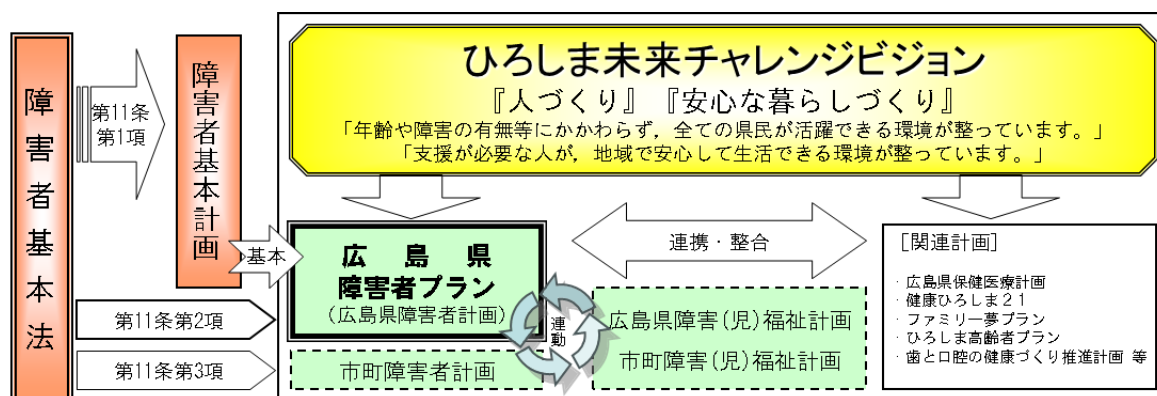 障害者基本法
第11条
第1項
障害者基本計画
基本
第11条第2項
第11条第3項
ひろしま未来チャレンジビジョン
『人づくり』『安心な暮らしづくり』
「年齢や障害の有無等にかかわらず，全ての県民が活躍できる環境が整っています。」
「支援が必要な人が，地域で安心して生活できる環境が整っています。」
広島県
障害者プラン
（広島県障害者計画）
市町障害者計画
連動
連携・整合
広島県障害(児)福祉計画
市町障害(児)福祉計画
［関連計画］
・広島県保健医療計画
・健康ひろしま２１
・ファミリー夢プラン
・ひろしま高齢者プラン
・歯と口腔の健康づくり推進計画 等